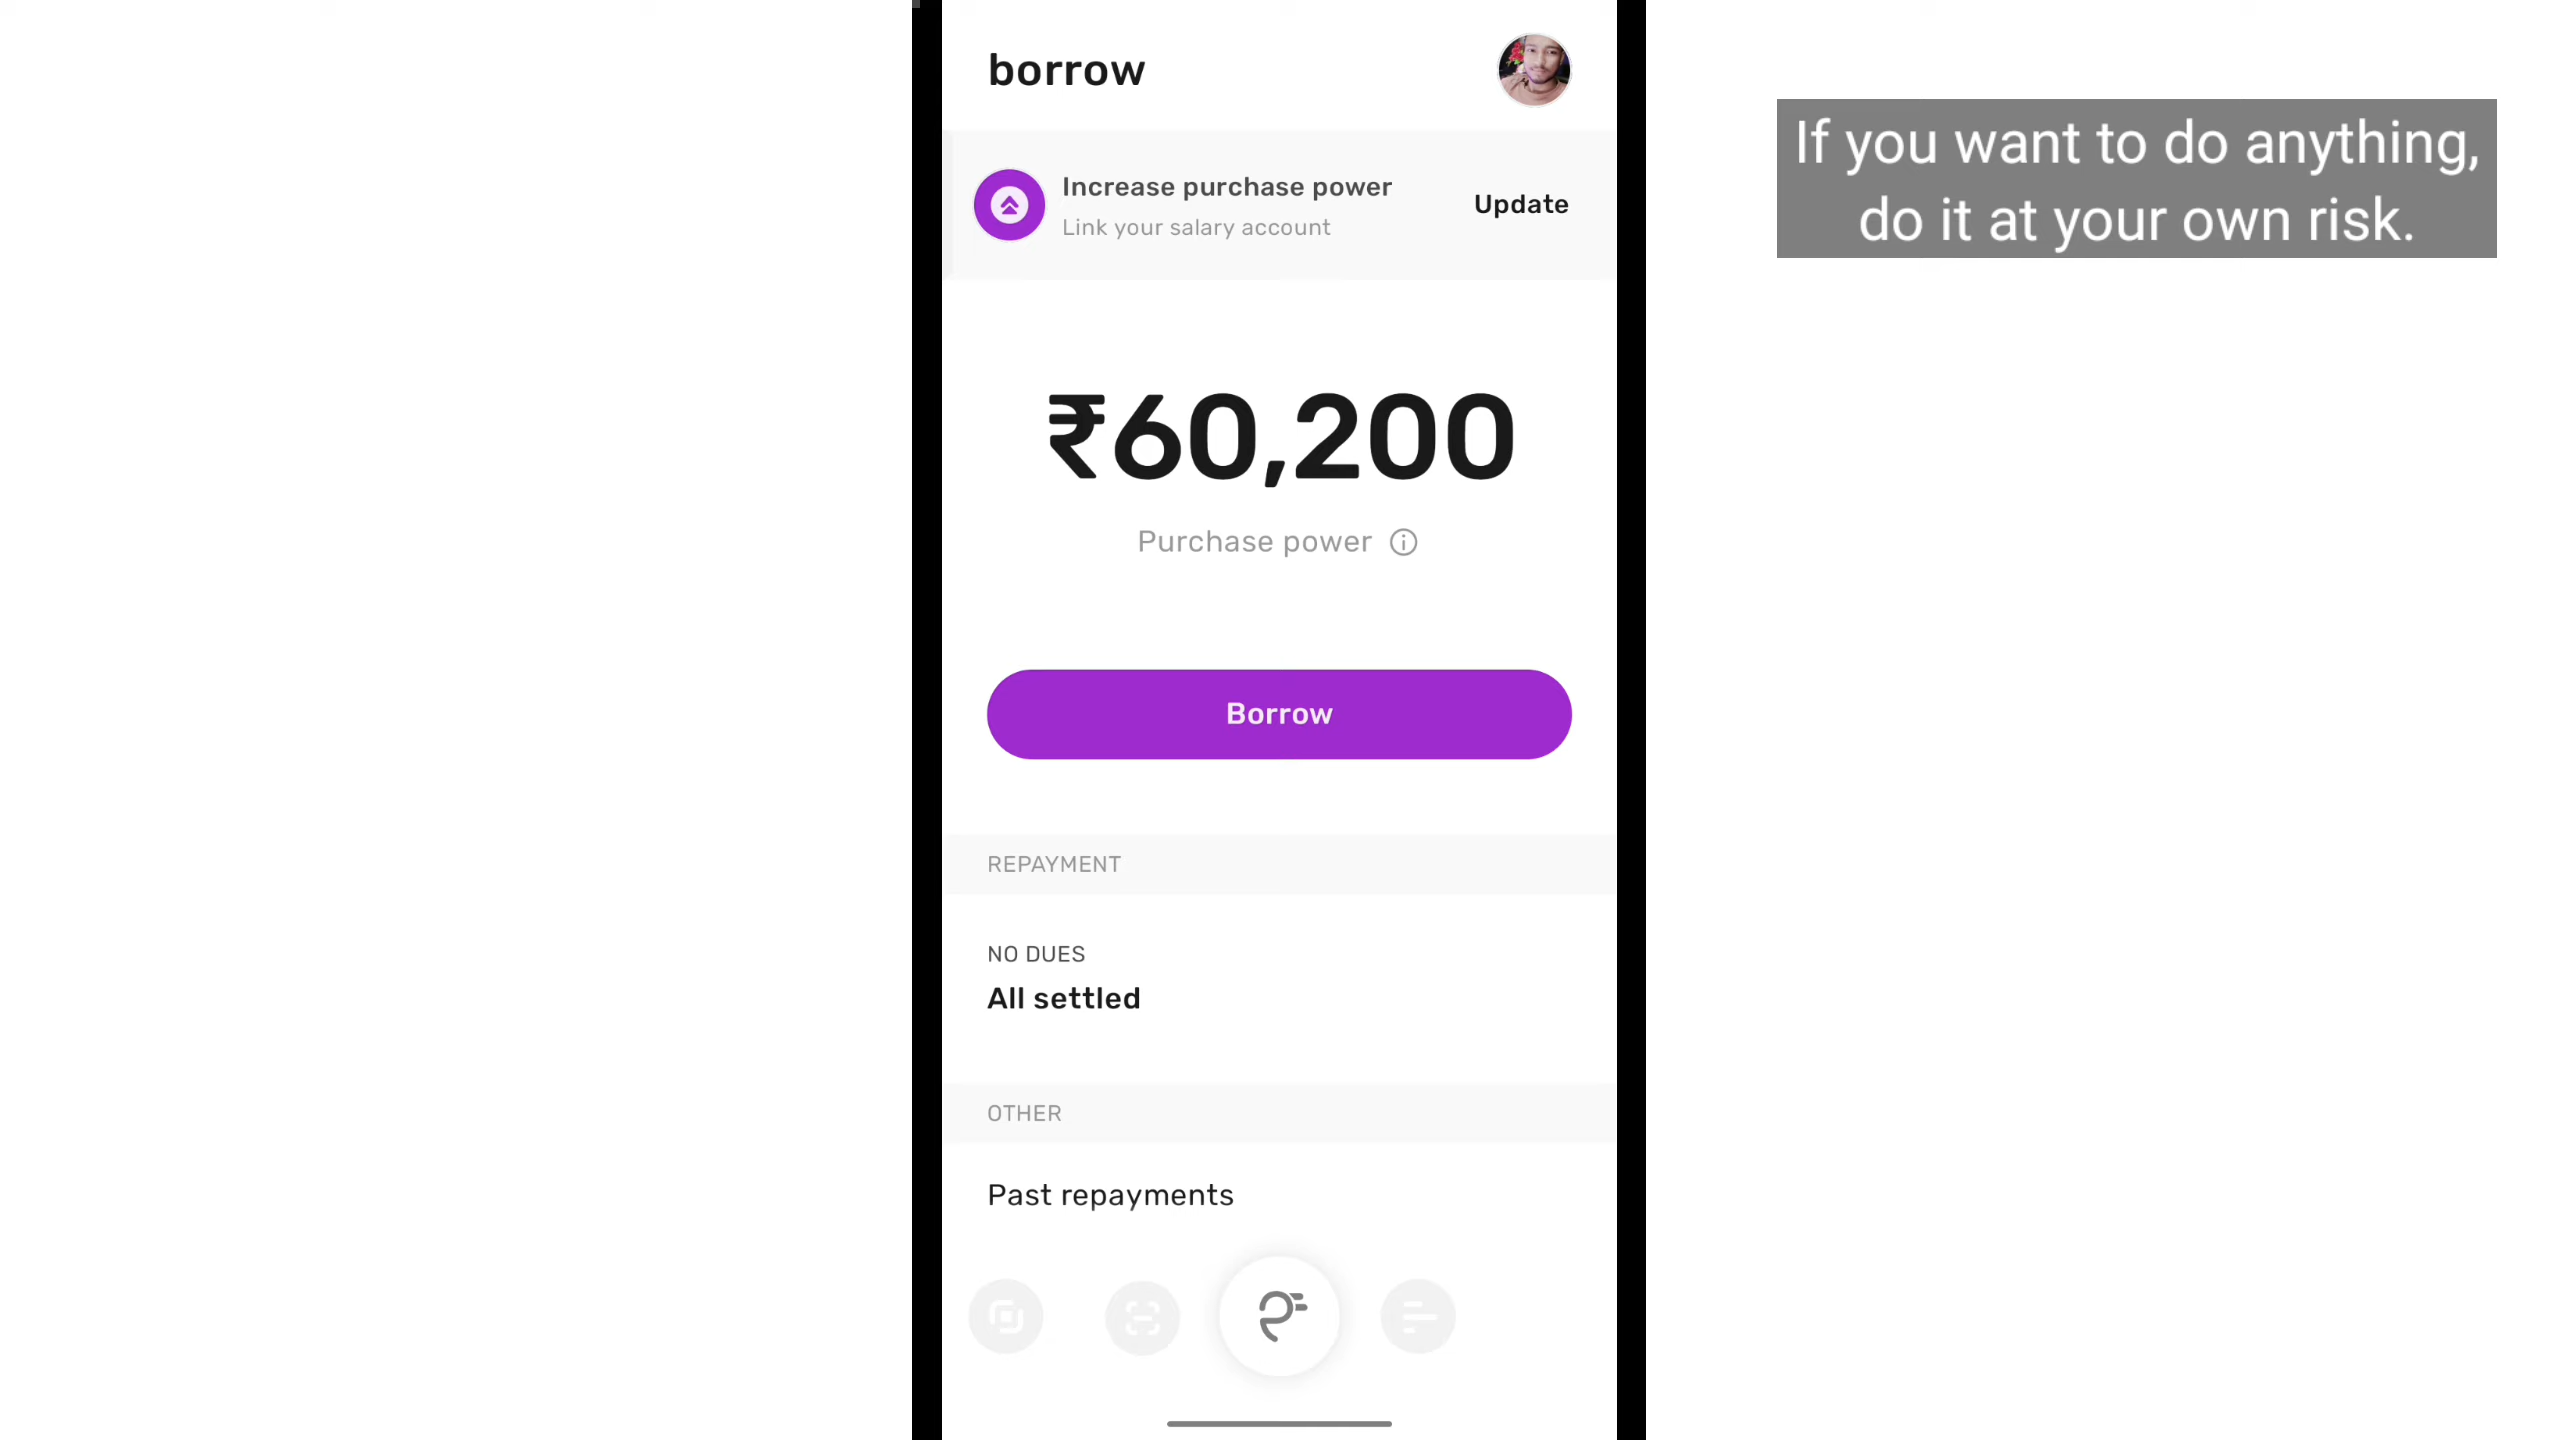 borrow
Increase purchase power
Link your salary account
Update
If you want to do anything,
do it at your own risk.
₹60,200
Purchase power
Borrow
REPAYMENT
NO DUES
All settled
OTHER
Past repayments